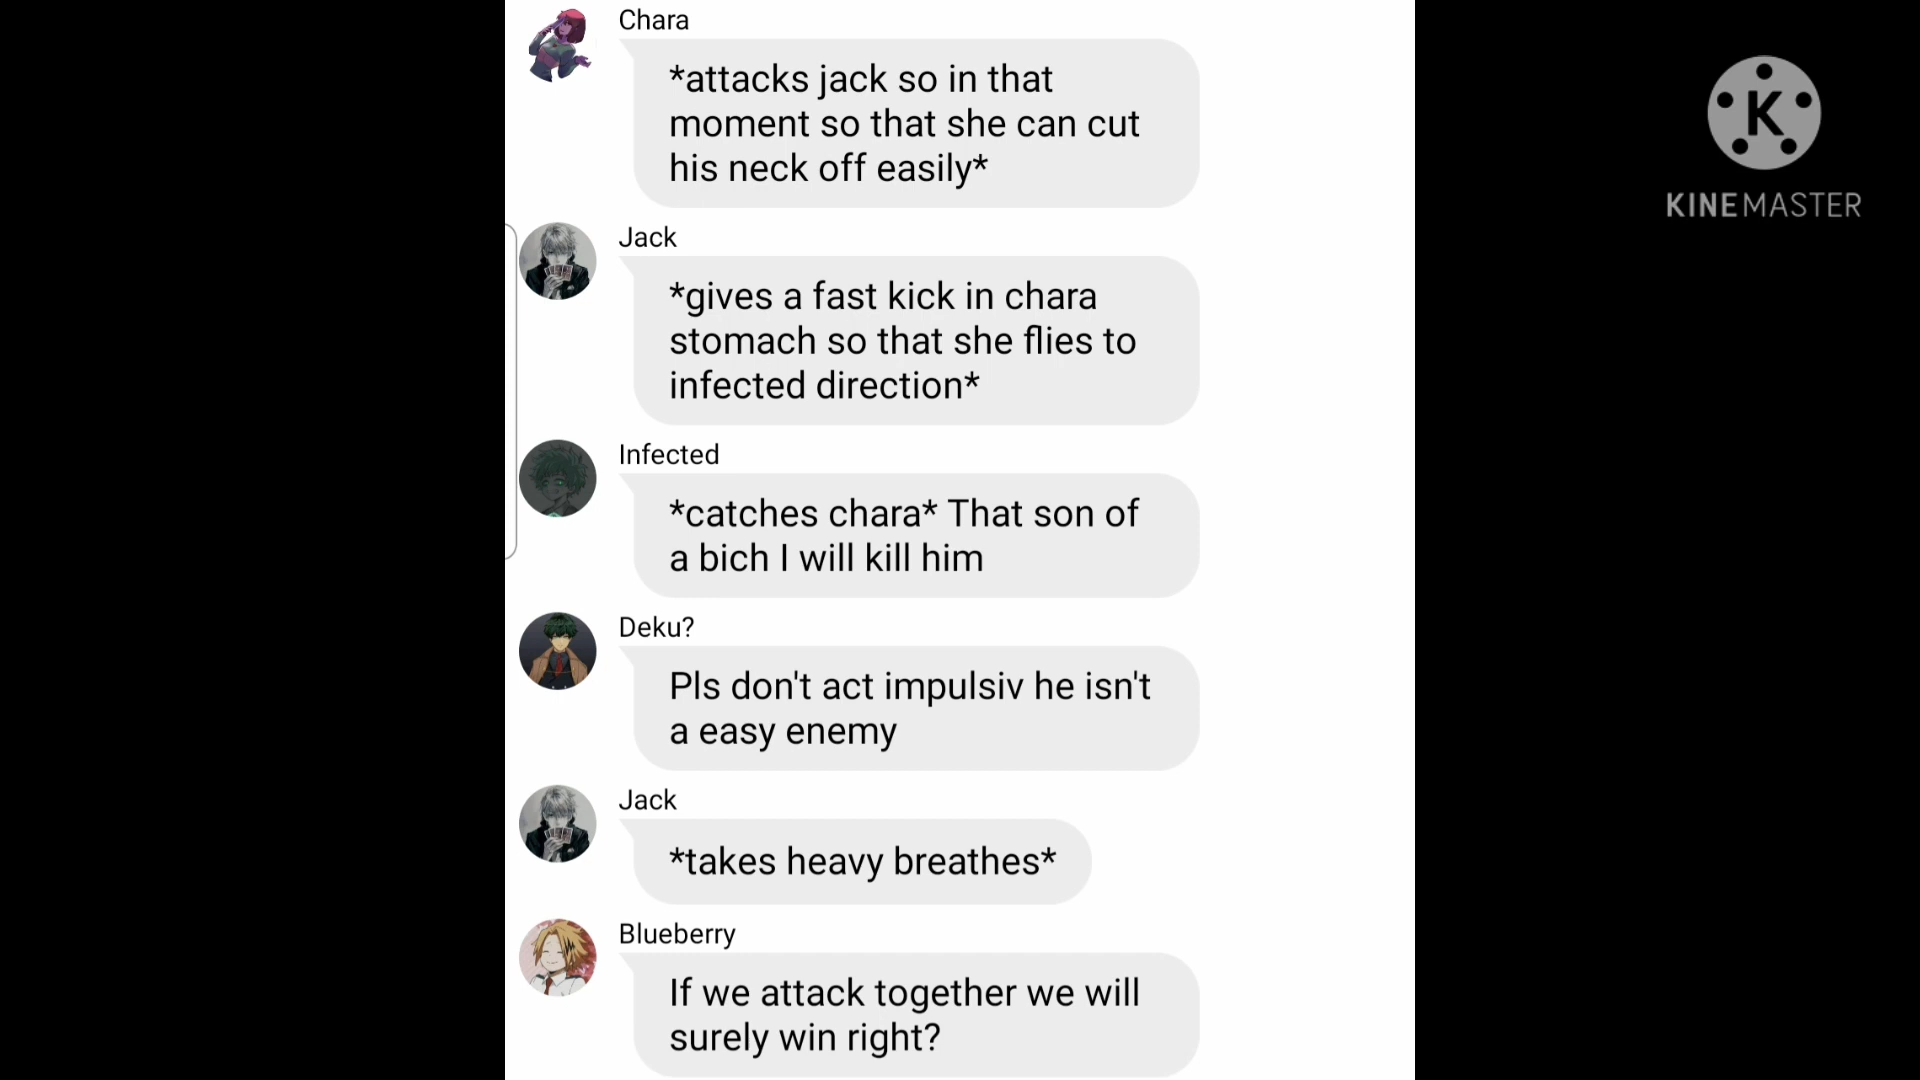 Chara
*attacks jack so in that
moment so that she can cut
his neck off easily*
Jack
*gives a fast kick in chara
stomach so that she flies to
infected direction*
Infected
*catches chara* That son of
a bich I will kill him
Deku?
Pls don't act impulsiv he isn't
a easy enemy
Jack
*takes heavy breathes*
Blueberry
If we attack together we will
surely win right?
K
KINEMASTER